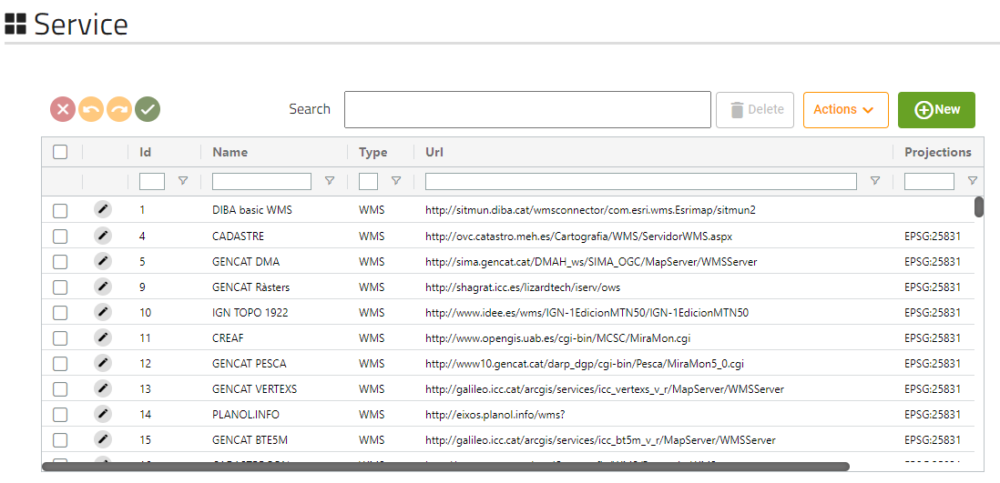 Service
Search Delete Actions New
Id Name Type Url Projections
1 DIBA basic WMS WMS http://sitmun.diba.cat/wmsconnector/com.esri.wms.Esrimap/sitmun2
4 CADASTRE WMS http://ovc.catastro.meh.es/Cartografia/WMS/ServidorWMS.aspx EPSG:25831
5 GENCAT DMA WMS http://sima.gencat.cat/DMAH_ws/SIMA_OGC/MapServer/WMSServer EPSG:25831
9 GENCAT Ràsters WMS http://shagrat.icc.es/lizardtech/iserv/ows EPSG:25831
10 IGN TOPO 1922 WMS http://www.idee.es/wms/IGN-1EdicionMTN50/IGN-1EdicionMTN50 EPSG:25831
11 CREAF WMS http://www.opengis.uab.es/cgi-bin/MCSC/MiraMon.cgi EPSG:25831
12 GENCAT PESCA WMS http://www10.gencat.cat/darp_dgp/cgi-bin/Pesca/MiraMon5_0.cgi EPSG:25831
13 GENCAT VERTEXS WMS http://galileo.icc.cat/arcgis/services/icc_vertexs_v_r/MapServer/WMSServer EPSG:25831
14 PLANOL.INFO WMS http://eixos.planol.info/wms? EPSG:25831
15 GENCAT BTE5M WMS http://galileo.icc.cat/arcgis/services/icc_bt5m_v_r/MapServer/WMSServer EPSG:25831